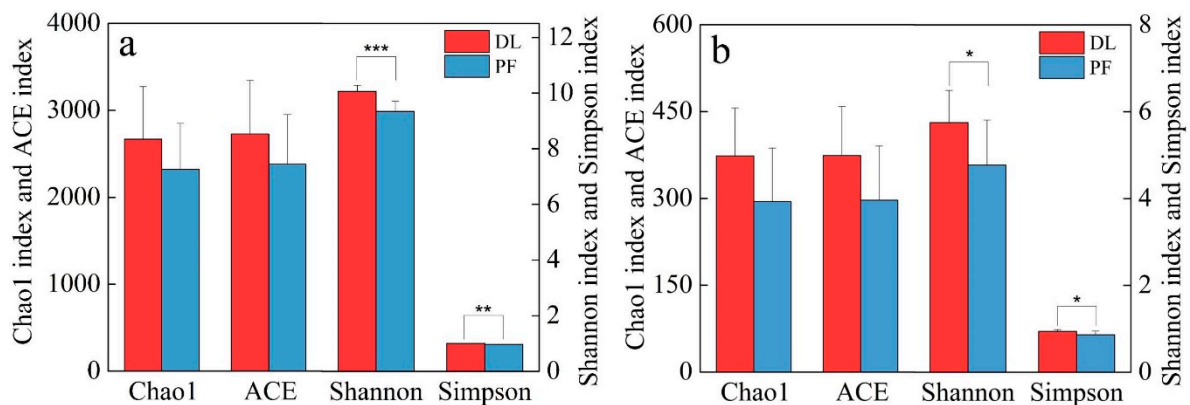 a
4000
3000
2000
1000
0
Chao1 index and ACE index
12
10
8
6
4
2
0
Shannon index and Simpson index
DL
PF
***
**
Chao1 ACE Shannon Simpson
b
600
450
300
150
0
Chao1 index and ACE index
8
6
4
2
0
Shannon index and Simpson index
DL
PF
*
*
Chao1 ACE Shannon Simpson